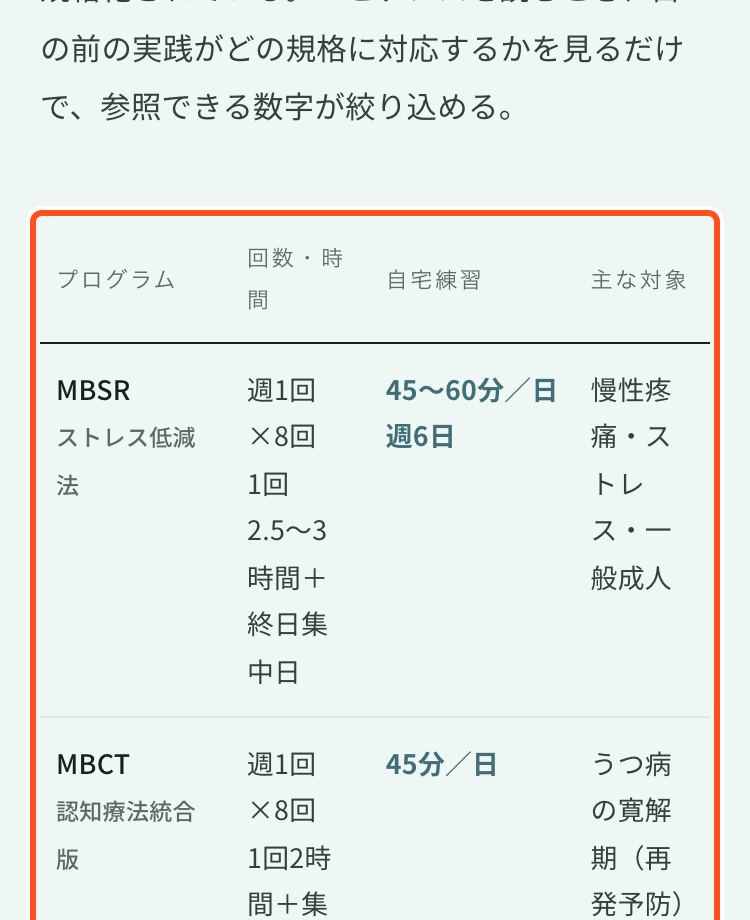 の前の実践がどの規格に対応するかを見るだけ
で、参照できる数字が絞り込める。
プログラム
回数・時
間
自宅練習
主な対象
MBSR
ストレス低減
法
週1回
×8回
1回
2.5〜3
時間＋
終日集
中日
45〜60分／日
週6日
慢性疼
痛・ス
トレ
ス・一
般成人
MBCT
認知療法統合
版
週1回
×8回
1回2時
間＋集
45分／日
うつ病
の寛解
期（再
発予防）